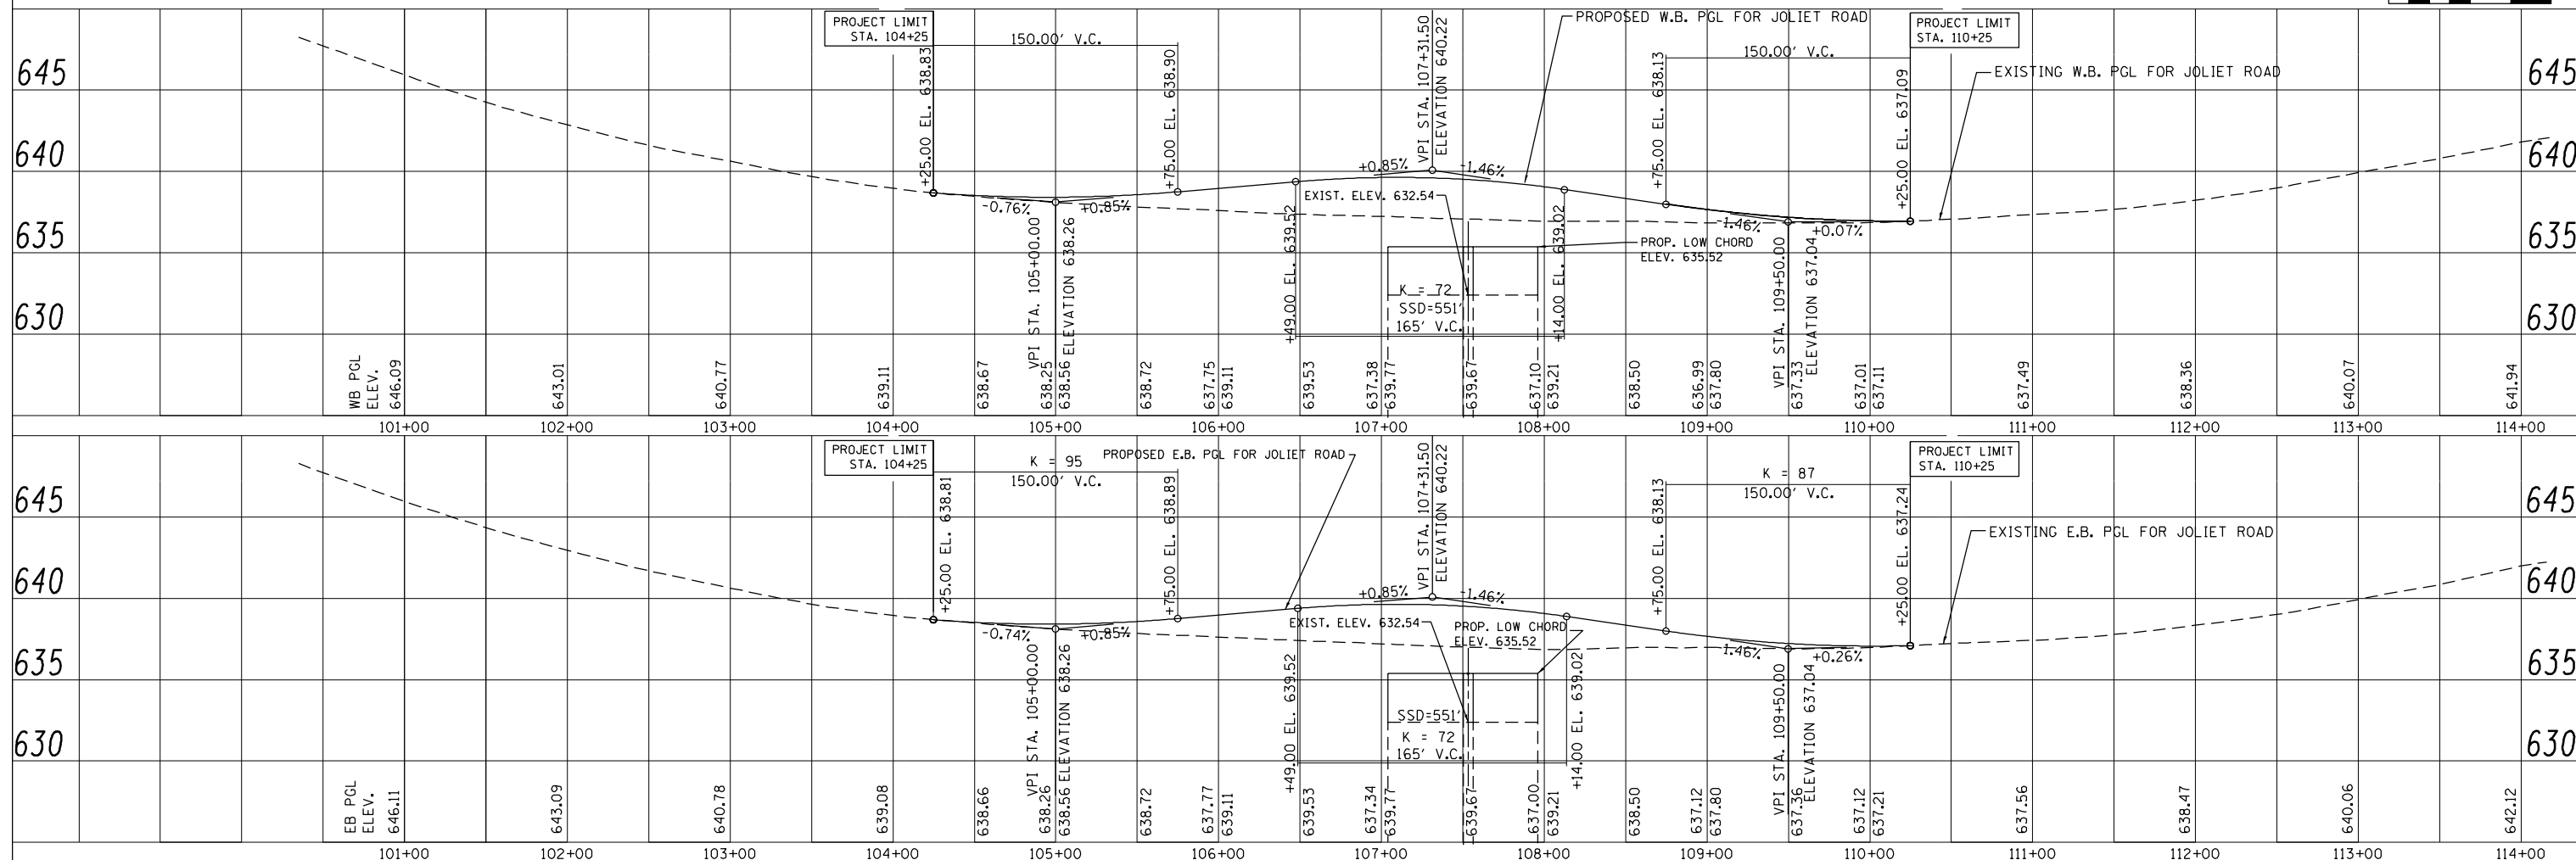 PROJECT LIMIT
STA. 104+25
150.00' V.C.
+25.00 EL. 638.83
+75.00 EL. 638.90
VPI STA. 107+31.50
ELEVATION 640.22
PROPOSED W.B. PGL FOR JOLIET ROAD
+75.00 EL. 638.13
150.00' V.C.
+25.00 EL. 637.09
PROJECT LIMIT
STA. 110+25
EXISTING W.B. PGL FOR JOLIET ROAD
645
645
640
640
635
635
630
630
-0.76%
+0.85%
+0.85%
-1.46%
EXIST. ELEV. 632.54
-1.46%
+0.07%
PROP. LOW CHORD
ELEV. 635.52
VPI STA. 105+00.00
ELEVATION 638.26
+49.00 EL. 639.52
K = 72
SSD=551'
165' V.C.
+14.00 EL. 639.02
VPI STA. 109+50.00
ELEVATION 637.04
WB PGL
ELEV.
646.09
643.01
640.77
639.11
638.67
638.25
638.56
638.72
637.75
639.11
639.53
637.38
639.77
639.67
637.10
639.21
638.50
636.99
637.80
637.33
637.01
637.11
637.49
638.36
640.07
641.94
101+00
102+00
103+00
104+00
105+00
106+00
107+00
108+00
109+00
110+00
111+00
112+00
113+00
114+00
PROJECT LIMIT
STA. 104+25
K = 95
150.00' V.C.
+25.00 EL. 638.81
+75.00 EL. 638.89
PROPOSED E.B. PGL FOR JOLIET ROAD
VPI STA. 107+31.50
ELEVATION 640.22
+75.00 EL. 638.13
K = 87
150.00' V.C.
+25.00 EL. 637.24
PROJECT LIMIT
STA. 110+25
EXISTING E.B. PGL FOR JOLIET ROAD
645
645
640
640
635
635
630
630
-0.74%
+0.85%
+0.85%
-1.46%
EXIST. ELEV. 632.54
PROP. LOW CHORD
ELEV. 635.52
-1.46%
+0.26%
VPI STA. 105+00.00
ELEVATION 638.26
+49.00 EL. 639.52
SSD=551'
K = 72
165' V.C.
+14.00 EL. 639.02
VPI STA. 109+50.00
ELEVATION 637.04
EB PGL
ELEV.
646.11
643.09
640.78
639.08
638.66
638.26
638.56
638.72
637.77
639.11
639.53
637.34
639.77
639.67
637.00
639.21
638.50
637.12
637.80
637.36
637.12
637.21
637.56
638.47
640.06
642.12
101+00
102+00
103+00
104+00
105+00
106+00
107+00
108+00
109+00
110+00
111+00
112+00
113+00
114+00